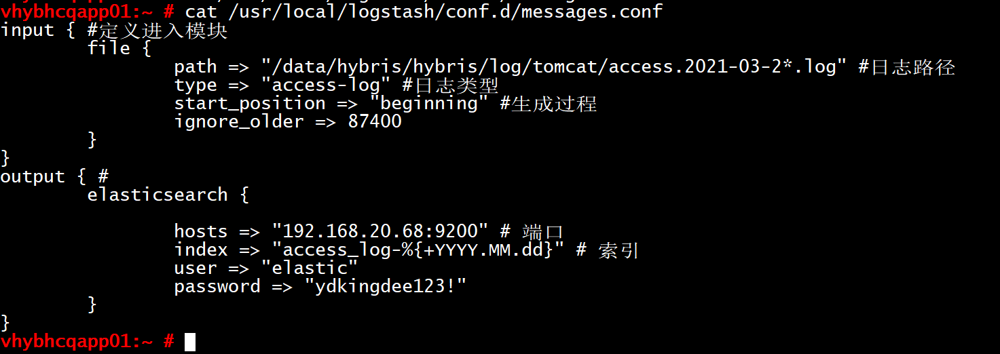 vhybhcqapp01:~ # cat /usr/local/logstash/conf.d/messages.conf
input { #定义进入模块
file {
path => "/data/hybris/hybris/log/tomcat/access.2021-03-2*.log" #日志路径
type => "access-log" #日志类型
start_position => "beginning" #生成过程
ignore_older => 87400
}
}
output { #
elasticsearch {
hosts => "192.168.20.68:9200" # 端口
index => "access_log-%{+YYYY.MM.dd}" # 索引
user => "elastic"
password => "ydkingdee123!"
}
}
vhybhcqapp01:~ #